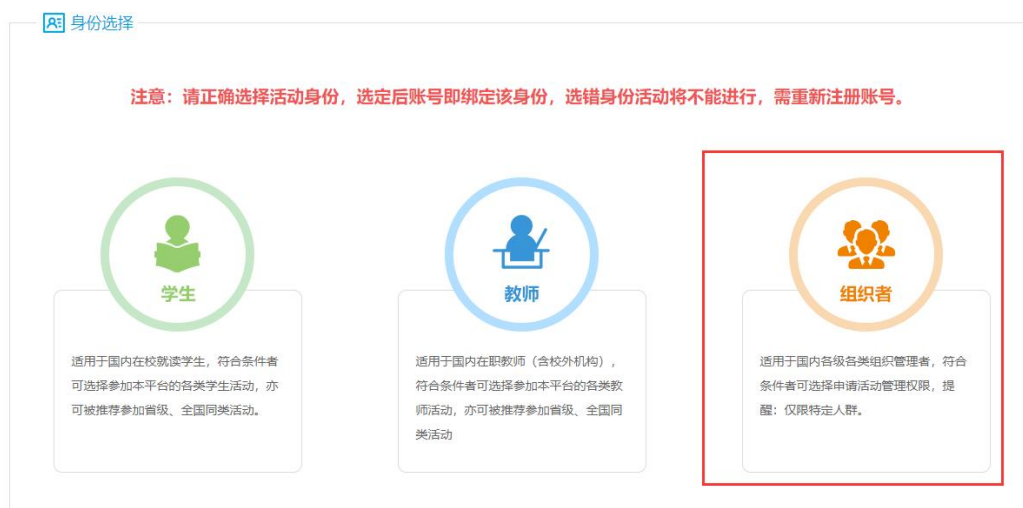 身份选择
注意：请正确选择活动身份，选定后账号即绑定该身份，选错身份活动将不能进行，需重新注册账号。
学生
适用于国内在校就读学生，符合条件者
可选择参加本平台的各类学生活动，亦
可被推荐参加省级、全国同类活动。
教师
适用于国内在职教师（含校外机构），
符合条件者可选择参加本平台的各类教
师活动，亦可被推荐参加省级、全国同
类活动
组织者
适用于国内各级各类组织管理者，符合
条件者可选择申请活动管理权限，提
醒：仅限特定人群。